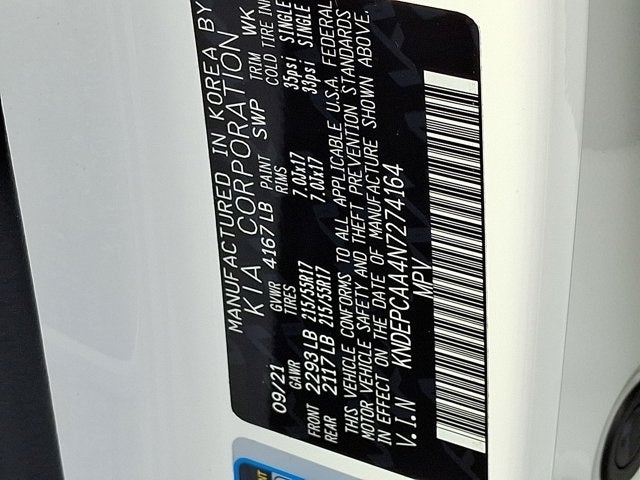 MANUFACTURED IN KOREA BY
KIA CORPORATION
09/21 GVWR 4167 LB PAINT SWP TRIM WK
GAWR TIRES RIMS COLD TIRE
FRONT 2293 LB 215/55R17 7.0Jx17 35psi SINGLE
REAR 2117 LB 215/55R17 7.0Jx17 33psi SINGLE
THIS VEHICLE CONFORMS TO ALL APPLICABLE U.S.A. FEDERAL
MOTOR VEHICLE SAFETY AND THEFT PREVENTION STANDARDS
IN EFFECT ON THE DATE OF MANUFACTURE SHOWN ABOVE.
V.I.N KNDEPCAA4N7274164
MPV